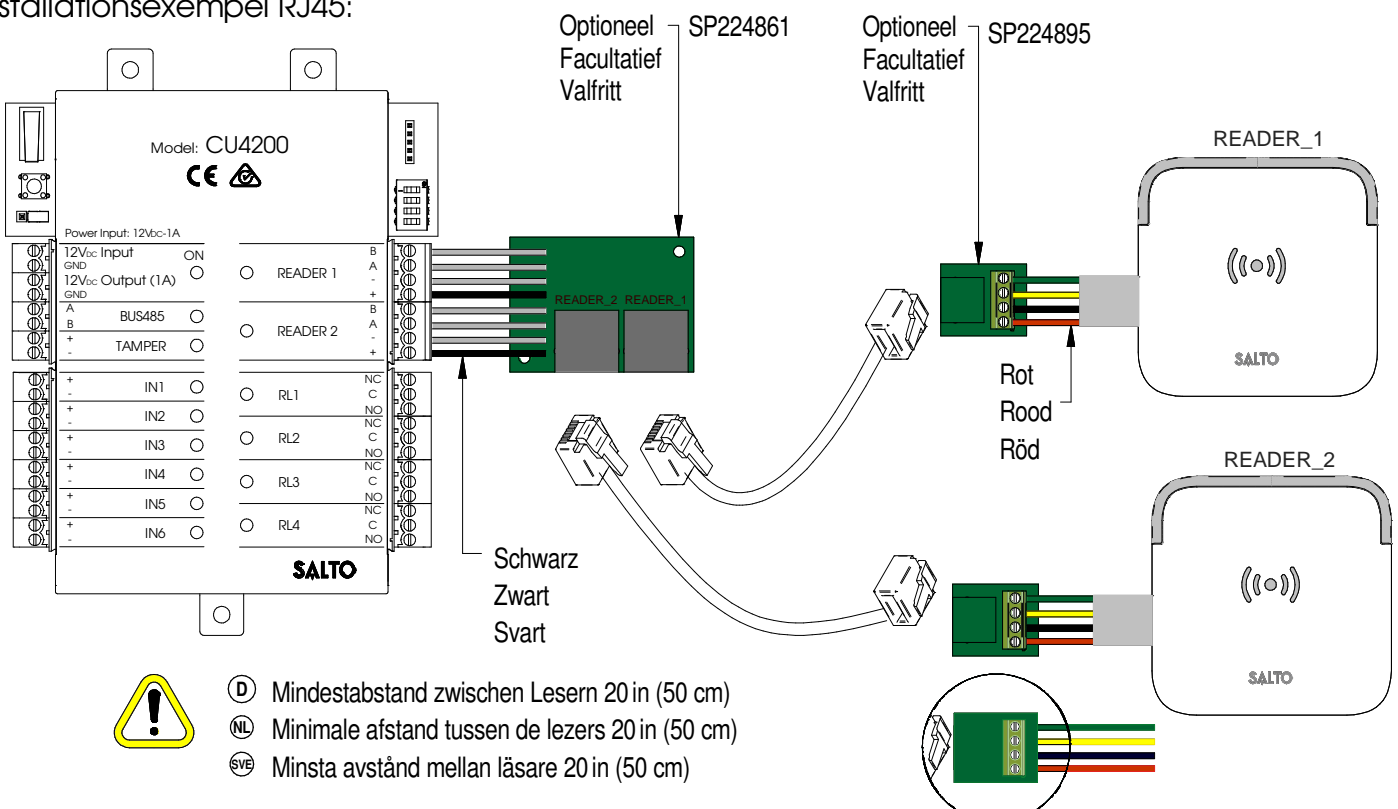 stallationsexempel RJ45:
Optioneel
Facultatief
Valfritt
SP224861
Optioneel
Facultatief
Valfritt
SP224895
Model: CU4200
CE
Power Input: 12VDC-1A
12VDC Input
ON
GND
12VDC Output (1A)
GND
A
B
BUS485
+
-
TAMPER
+
-
IN1
+
-
IN2
+
-
IN3
+
-
IN4
+
-
IN5
+
-
IN6
READER 1
B
A
-
+
READER 2
B
A
-
+
RL1
NC
C
NO
RL2
NC
C
NO
RL3
NC
C
NO
RL4
NC
C
NO
SALTO
READER_2 READER_1
Schwarz
Zwart
Svart
READER_1
SALTO
Rot
Rood
Röd
READER_2
SALTO
D Mindestabstand zwischen Lesern 20 in (50 cm)
NL Minimale afstand tussen de lezers 20 in (50 cm)
SVE Minsta avstånd mellan läsare 20 in (50 cm)